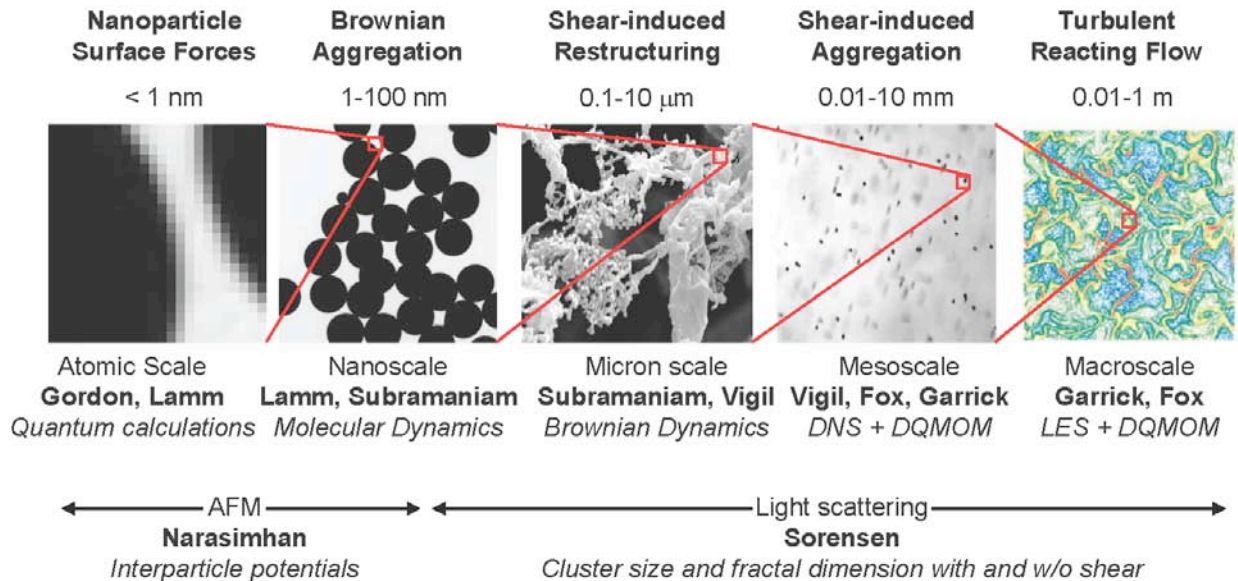 Nanoparticle
Surface Forces
< 1 nm
Brownian
Aggregation
1-100 nm
Shear-induced
Restructuring
0.1-10 μm
Shear-induced
Aggregation
0.01-10 mm
Turbulent
Reacting Flow
0.01-1 m
Atomic Scale
Gordon, Lamm
Quantum calculations
Nanoscale
Lamm, Subramaniam
Molecular Dynamics
Micron scale
Subramaniam, Vigil
Brownian Dynamics
Mesoscale
Vigil, Fox, Garrick
DNS + DQMOM
Macroscale
Garrick, Fox
LES + DQMOM
AFM
Narasimhan
Interparticle potentials
Light scattering
Sorensen
Cluster size and fractal dimension with and w/o shear